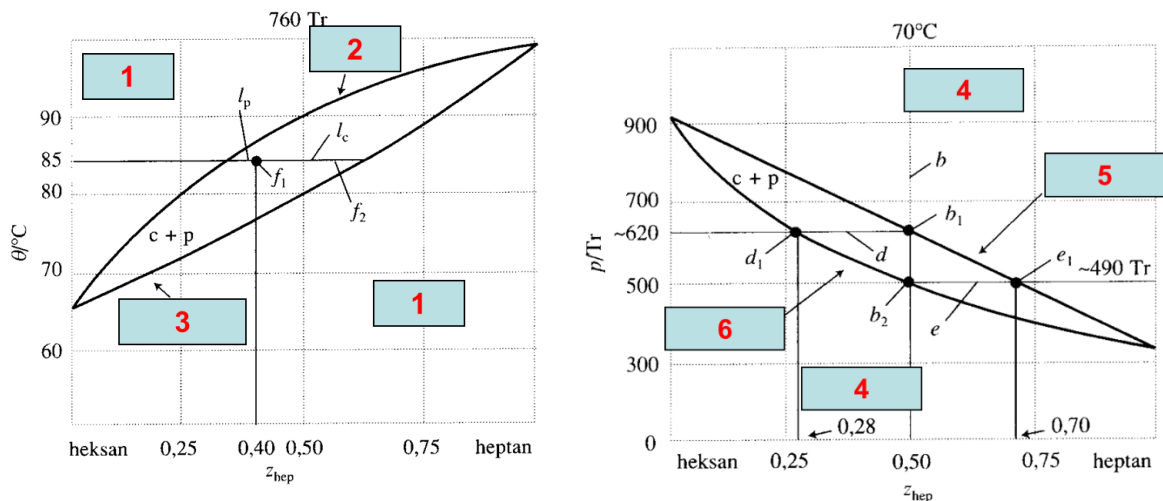 760 Tr
1
2
l_p
l_c
90
85
80
70
60
θ/°C
f_1
f_2
c + p
3
1
heksan
0,25
0,40
0,50
0,75
heptan
z_hep
70°C
4
900
700
~620
500
300
0
p/Tr
c + p
b
5
b_1
d
d_1
e_1
~490 Tr
b_2
e
6
4
0,28
0,70
heksan
0,25
0,50
0,75
heptan
z_hep